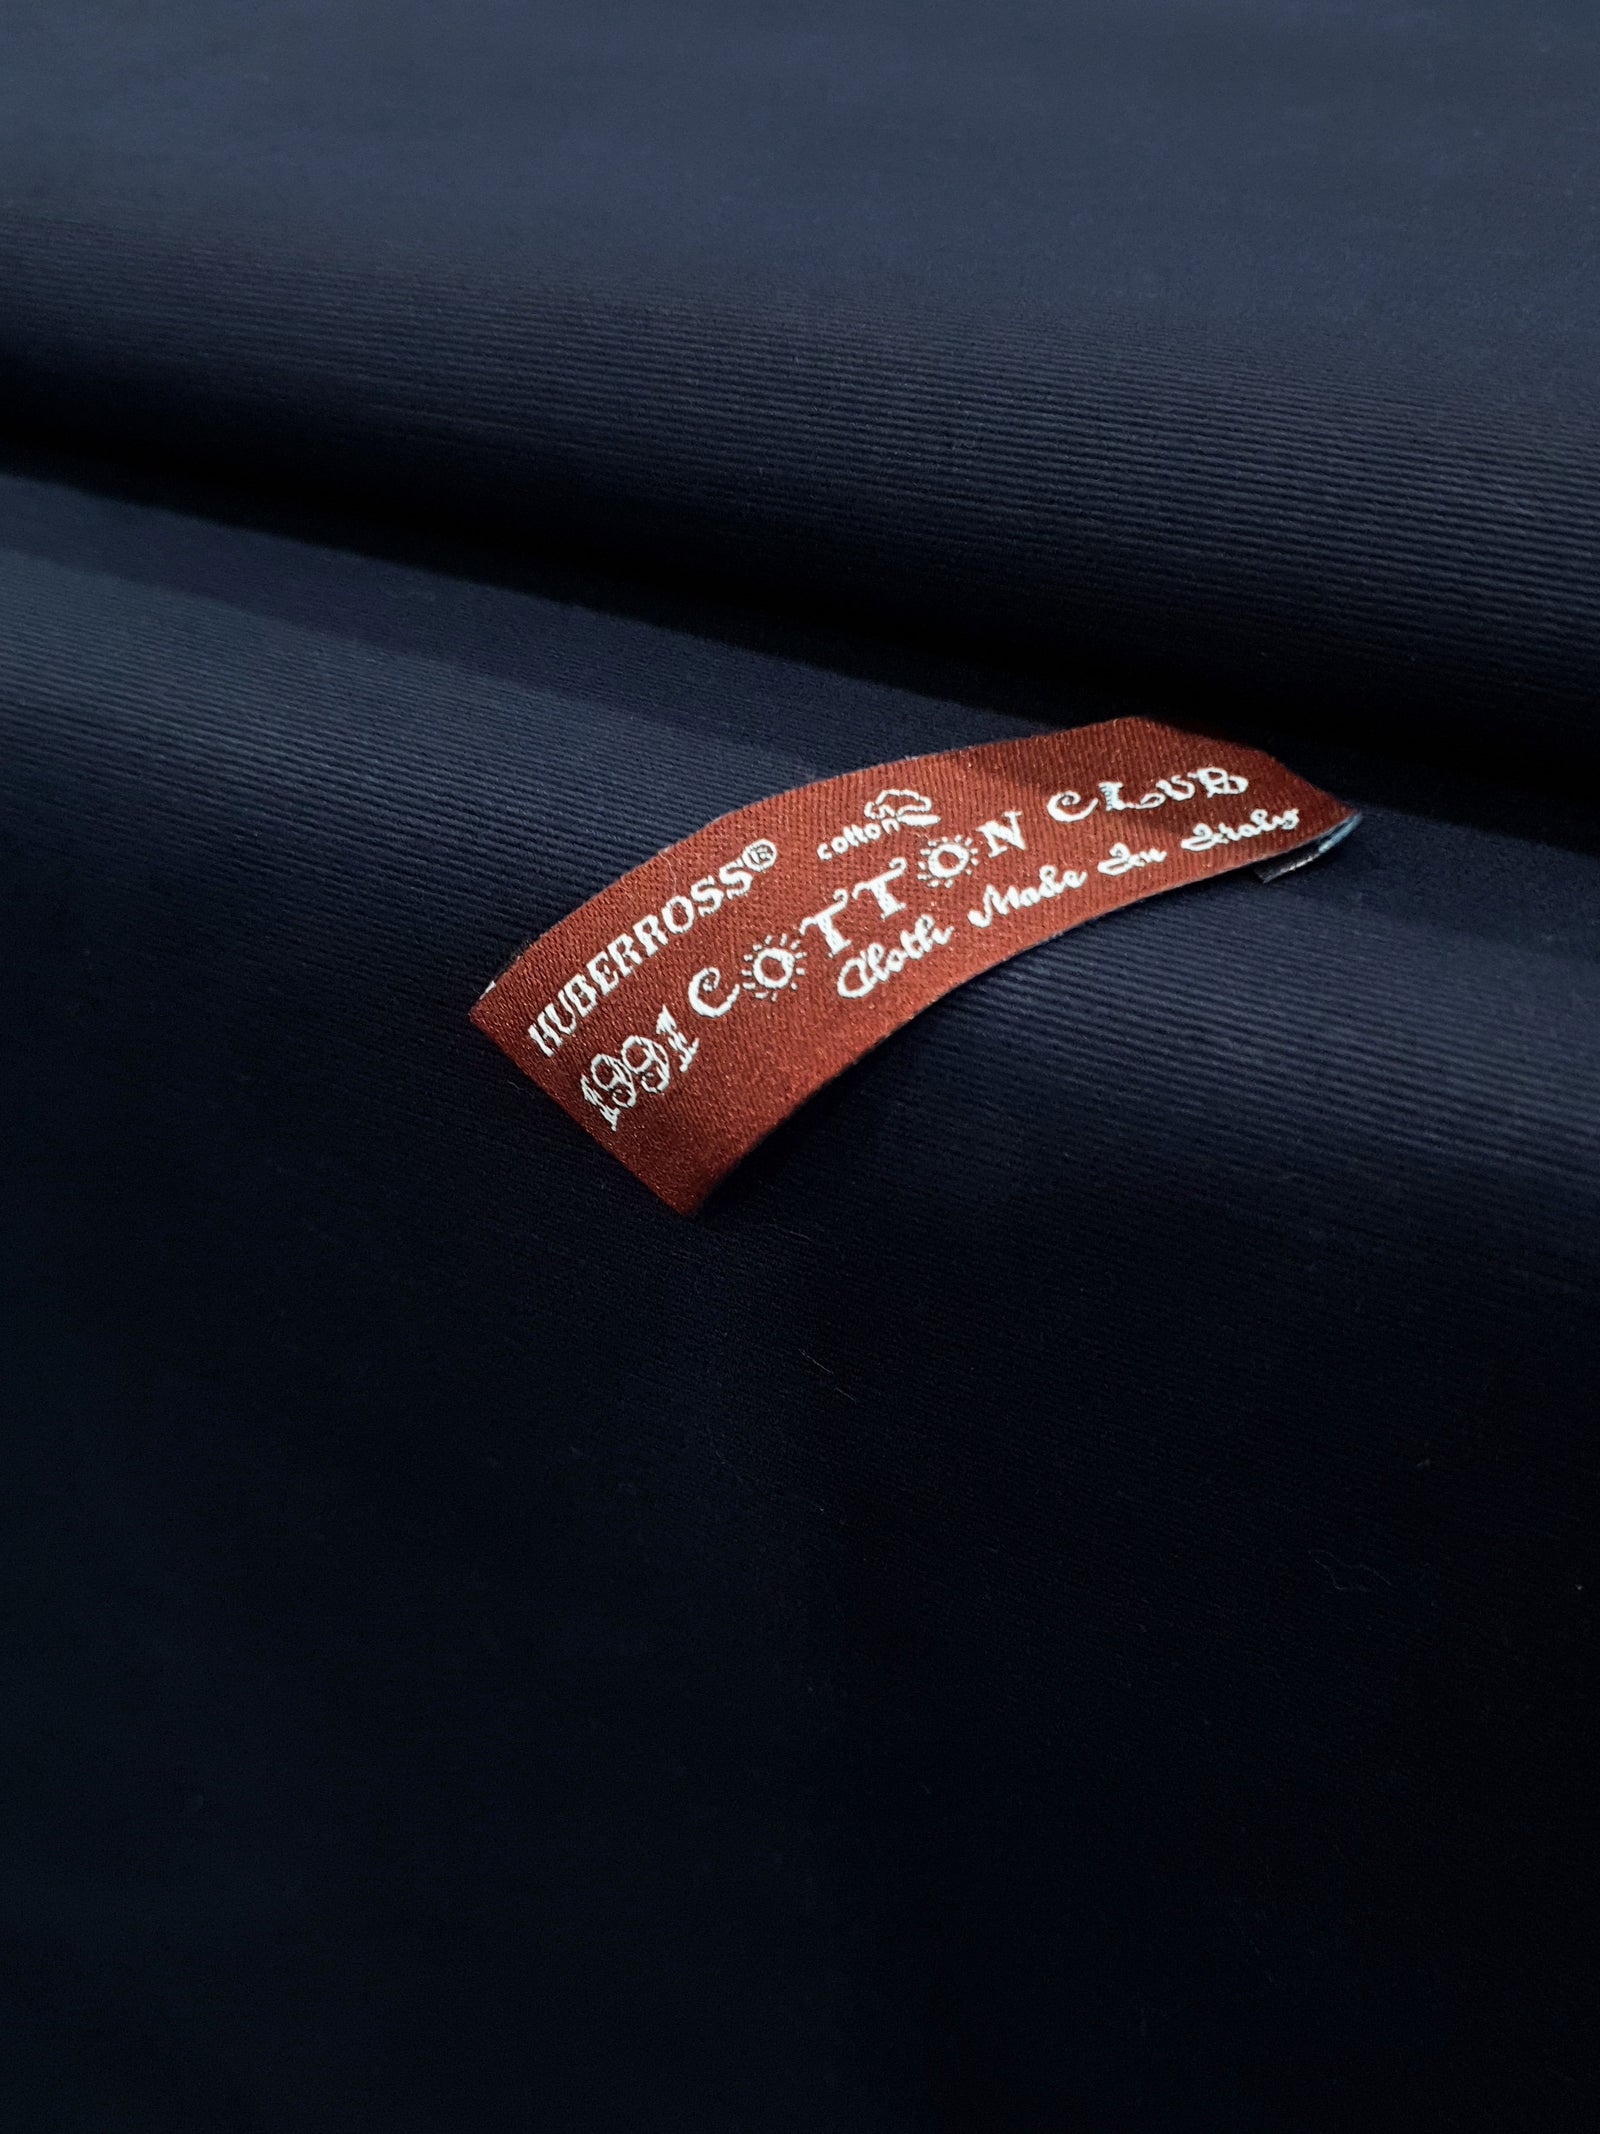 HUBERROSS®
cotton
1991 COTTON CLUB
Cloth Made In Italy